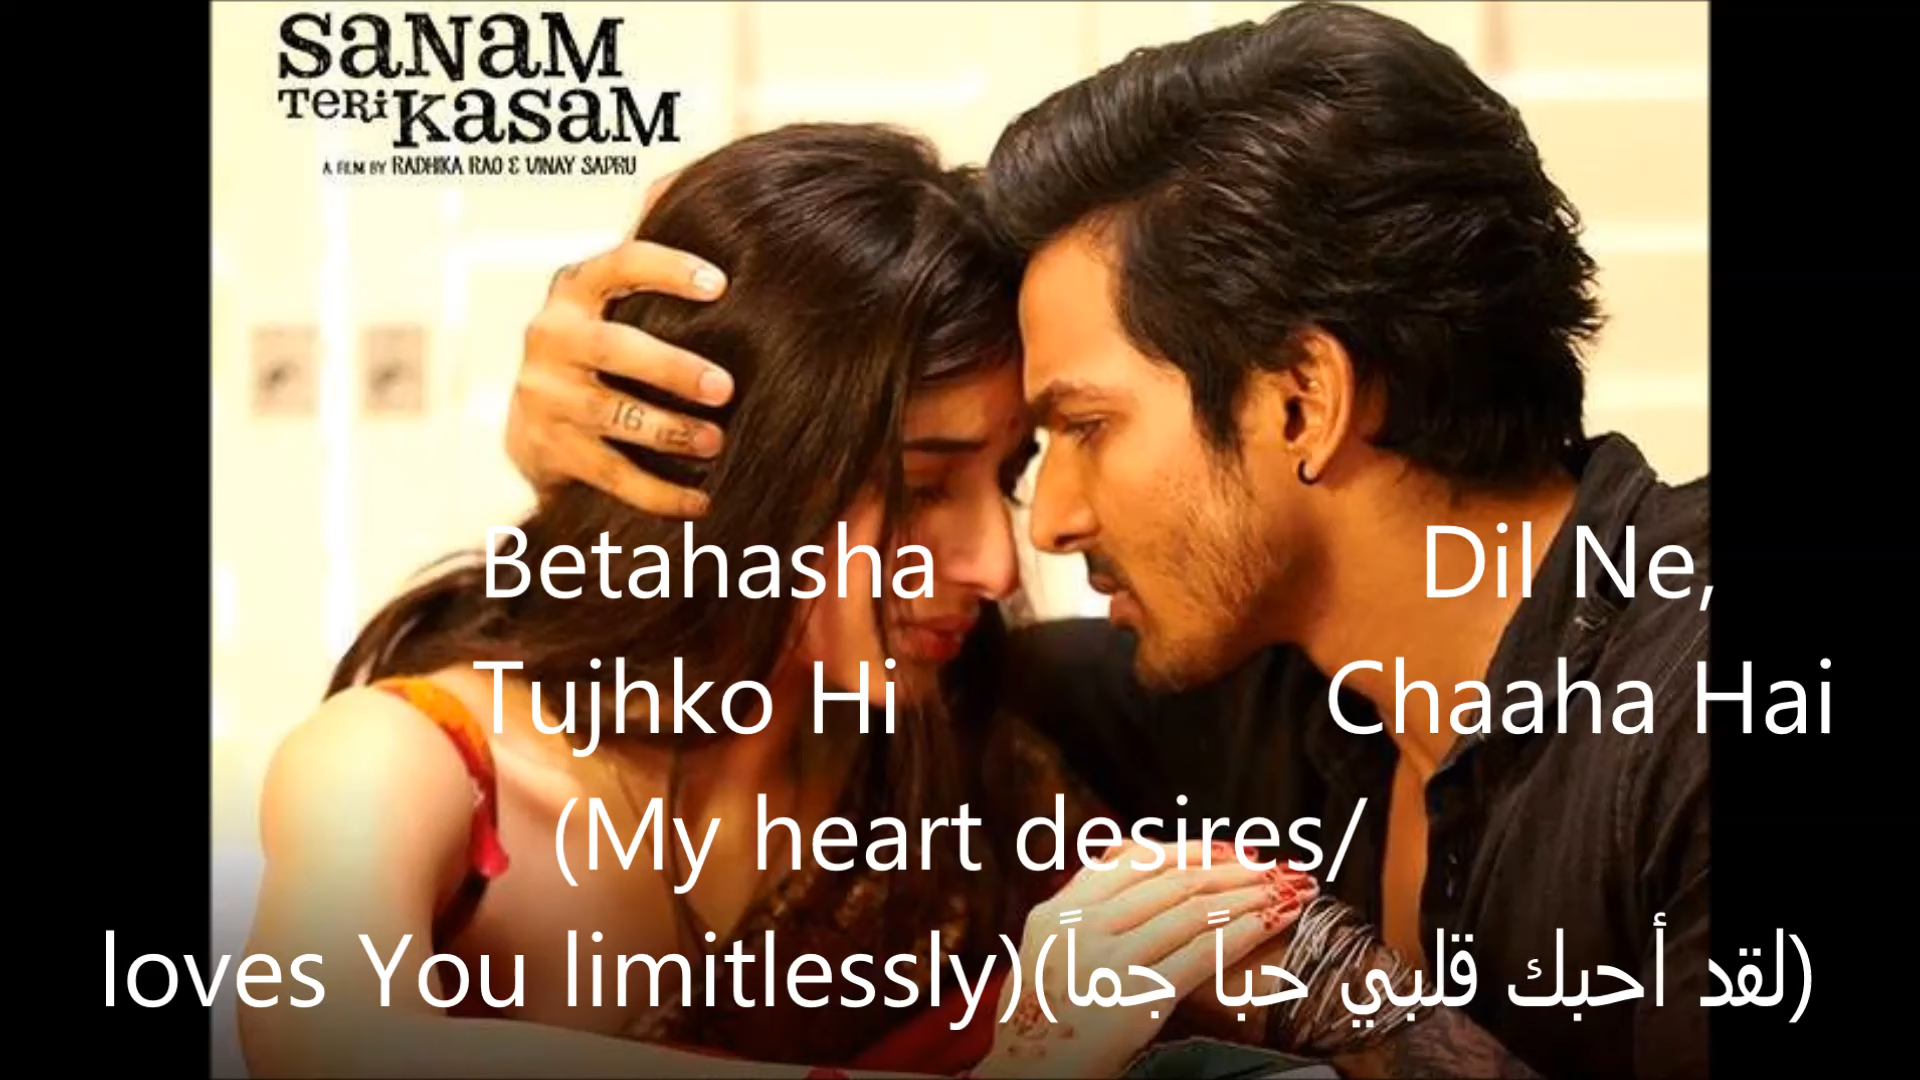 SaNaM
TeRi KasaM
A FILM BY RADHIKA RAO & VINAY SAPRU
16
Betahasha Dil Ne,
Tujhko Hi Chaaha Hai
(My heart desires/
loves You limitlessly)(لقد أحبك قلبي حباً جماً)